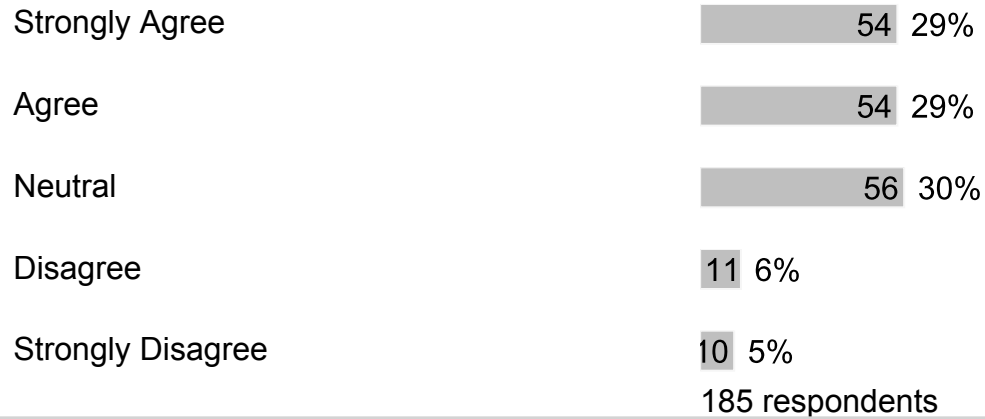 Strongly Agree 54 29%
Agree 54 29%
Neutral 56 30%
Disagree 11 6%
Strongly Disagree 10 5%
185 respondents